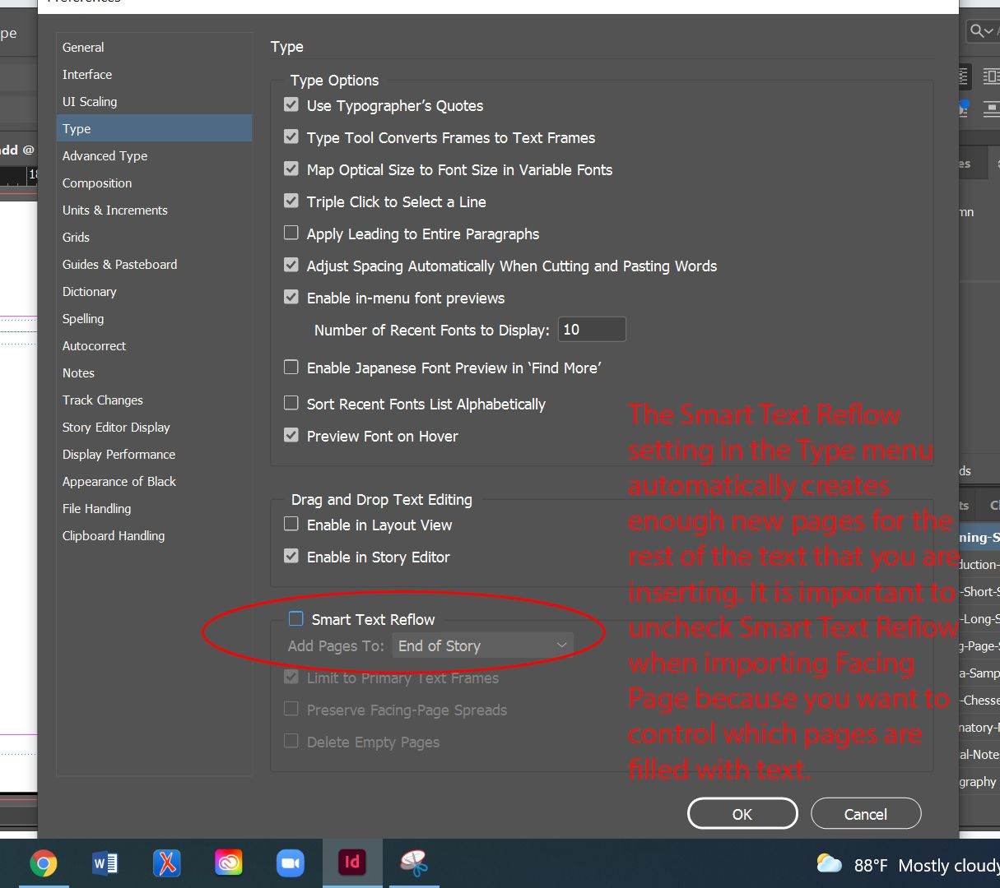 Preferences
General
Interface
UI Scaling
Type
Advanced Type
Composition
Units & Increments
Grids
Guides & Pasteboard
Dictionary
Spelling
Autocorrect
Notes
Track Changes
Story Editor Display
Display Performance
Appearance of Black
File Handling
Clipboard Handling
Type
Type Options
Use Typographer’s Quotes
Type Tool Converts Frames to Text Frames
Map Optical Size to Font Size in Variable Fonts
Triple Click to Select a Line
Apply Leading to Entire Paragraphs
Adjust Spacing Automatically When Cutting and Pasting Words
Enable in-menu font previews
Number of Recent Fonts to Display: 10
Enable Japanese Font Preview in ‘Find More’
Sort Recent Fonts List Alphabetically
Preview Font on Hover
Drag and Drop Text Editing
Enable in Layout View
Enable in Story Editor
Smart Text Reflow
Add Pages To: End of Story
Limit to Primary Text Frames
Preserve Facing-Page Spreads
Delete Empty Pages
The Smart Text Reflow
setting in the Type menu
automatically creates
enough new pages for the
rest of the text that you are
inserting. It is important to
uncheck Smart Text Reflow
when importing Facing
Page because you want to
control which pages are
filled with text.
OK
Cancel
pe
dd @
18
es
mn
ds
ts
ning-S
duction-
-Short-S
-Long-S
g-Page-S
a-Samp
-Chesse
natory-N
al-Note
graphy
W
X
Id
88°F Mostly cloudy